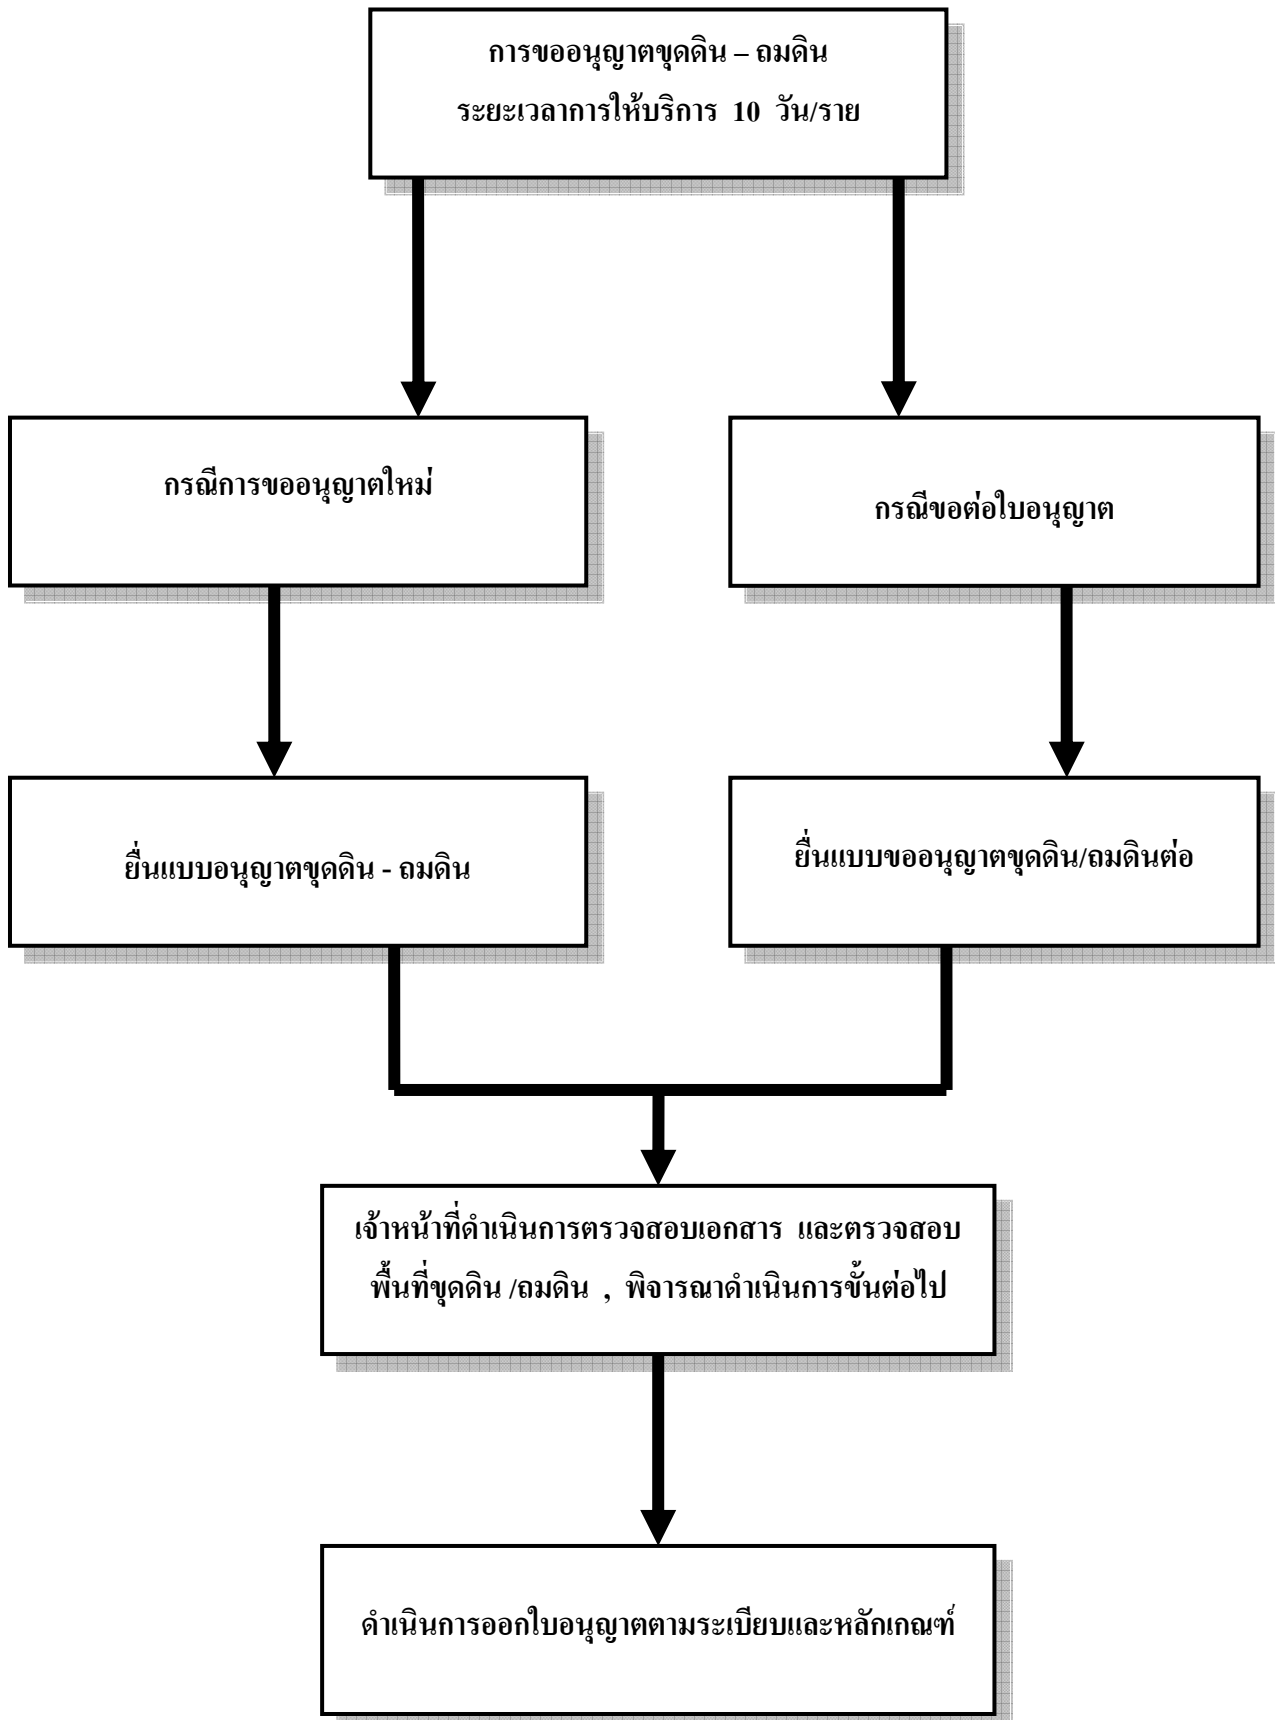 การขออนุญาตขุดดิน – ถมดิน
ระยะเวลาการให้บริการ 10 วัน/ราย
กรณีการขออนุญาตใหม่
กรณีขอต่อใบอนุญาต
ยื่นแบบอนุญาตขุดดิน - ถมดิน
ยื่นแบบขออนุญาตขุดดิน/ถมดินต่อ
เจ้าหน้าที่ดำเนินการตรวจสอบเอกสาร และตรวจสอบ
พื้นที่ขุดดิน /ถมดิน , พิจารณาดำเนินการขั้นต่อไป
ดำเนินการออกใบอนุญาตตามระเบียบและหลักเกณฑ์